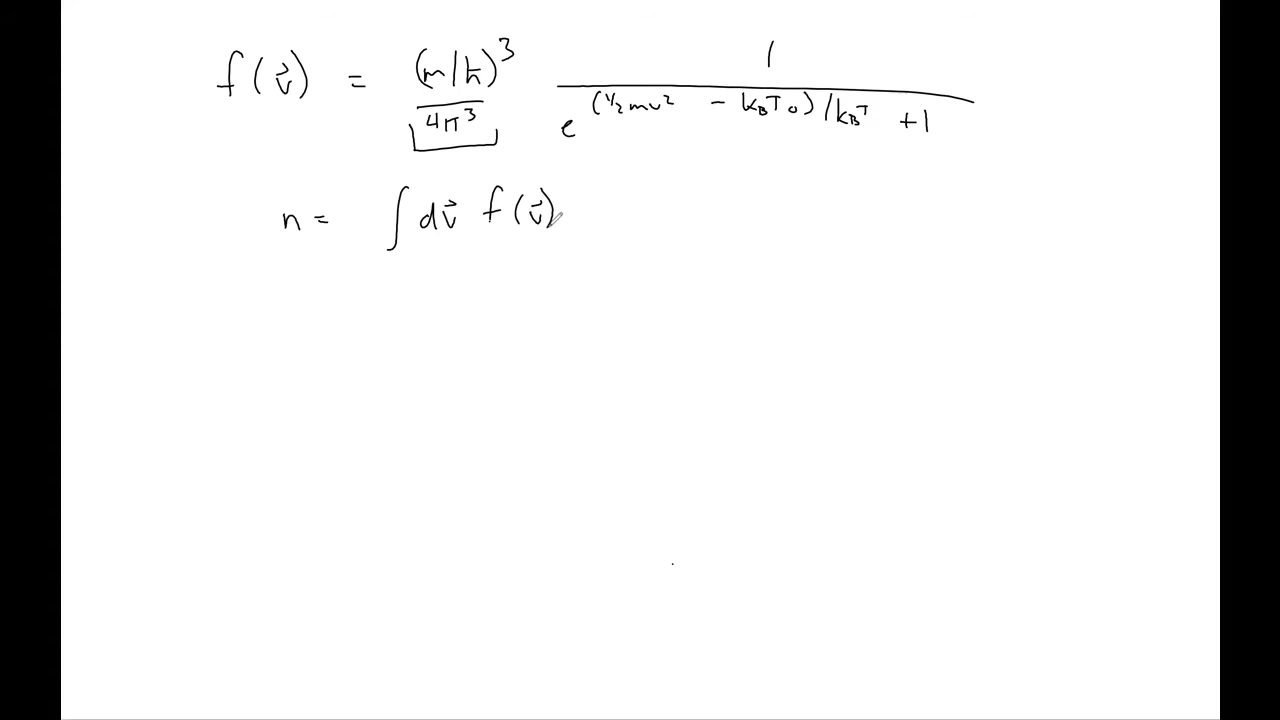 f(v⃗) = (m/ħ)³/4π³ 1/(e^((½mv² - k_BT₀)/k_BT) + 1)
n = ∫ dv⃗ f(v⃗)